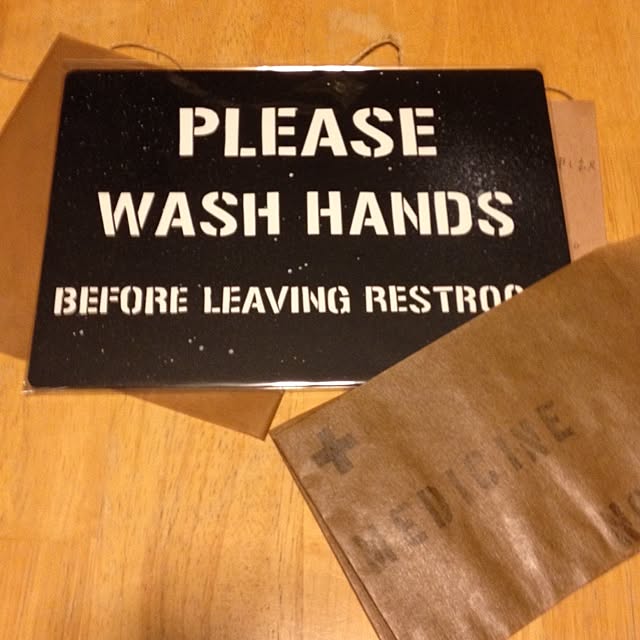 PLEASE
WASH HANDS
BEFORE LEAVING RESTROO
MEDICINE